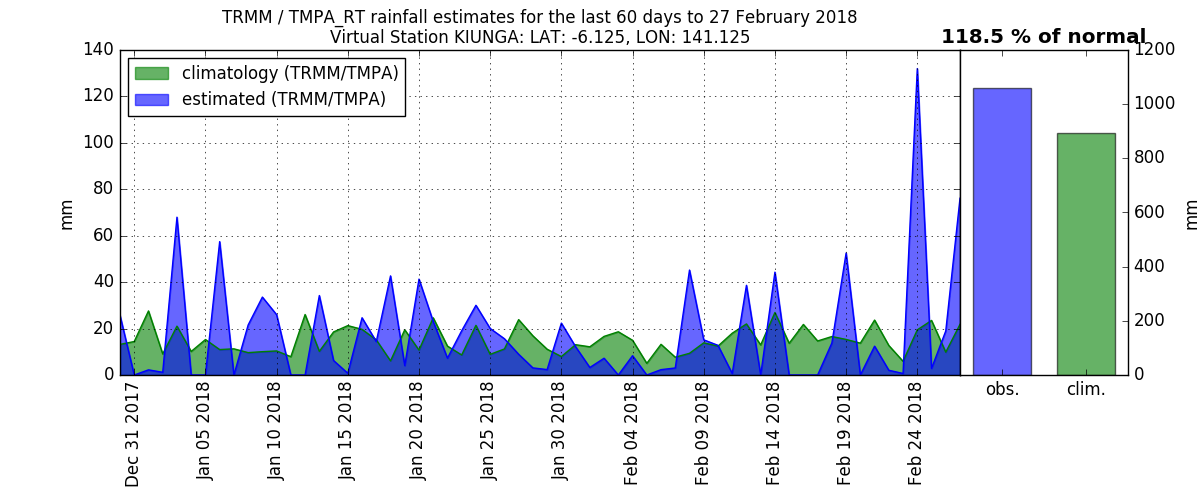 TRMM / TMPA_RT rainfall estimates for the last 60 days to 27 February 2018
Virtual Station KIUNGA: LAT: -6.125, LON: 141.125
118.5 % of normal
climatology (TRMM/TMPA)
estimated (TRMM/TMPA)
mm
140
120
100
80
60
40
20
0
Dec 31 2017
Jan 05 2018
Jan 10 2018
Jan 15 2018
Jan 20 2018
Jan 25 2018
Jan 30 2018
Feb 04 2018
Feb 09 2018
Feb 14 2018
Feb 19 2018
Feb 24 2018
obs.
clim.
1200
1000
800
600
400
200
0
mm